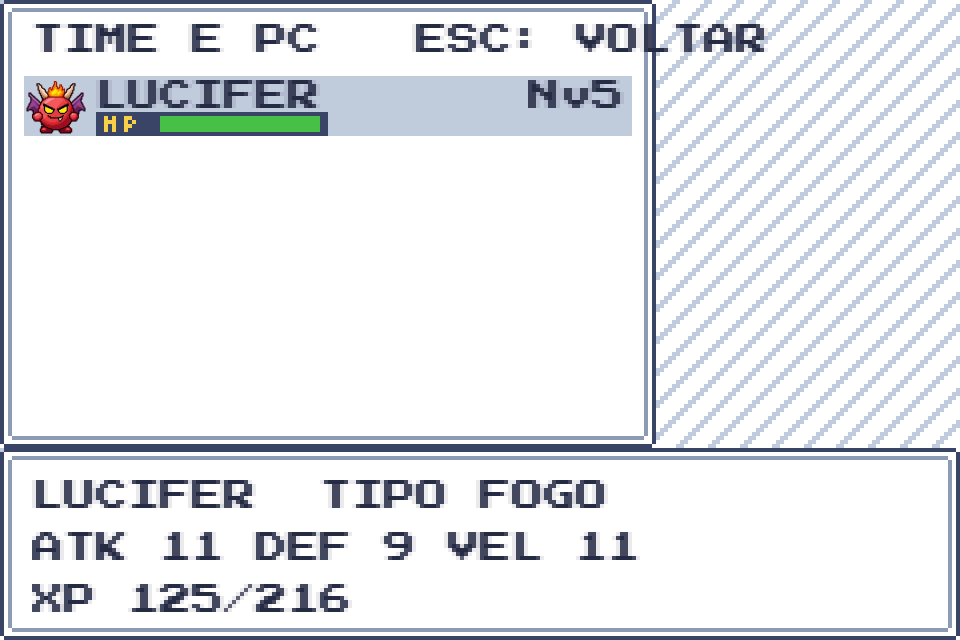 TIME E PC   ESC: VOLTAR
LUCIFER   Nv5
HP
LUCIFER  TIPO FOGO
ATK 11 DEF 9 VEL 11
XP 125/216